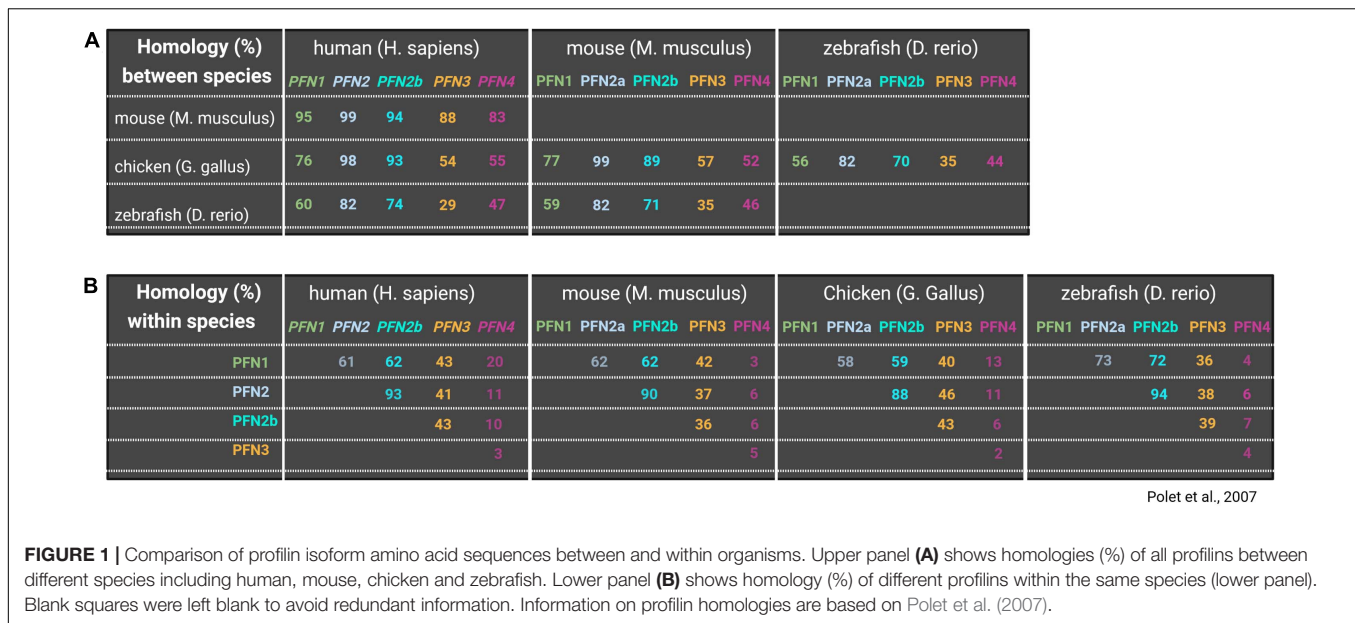 A
Homology (%) between species
human (H. sapiens) mouse (M. musculus) zebrafish (D. rerio)
PFN1 PFN2 PFN2b PFN3 PFN4 PFN1 PFN2a PFN2b PFN3 PFN4 PFN1 PFN2a PFN2b PFN3 PFN4
mouse (M. musculus) 95 99 94 88 83
chicken (G. gallus) 76 98 93 54 55 77 99 89 57 52 56 82 70 35 44
zebrafish (D. rerio) 60 82 74 29 47 59 82 71 35 46
B
Homology (%) within species
human (H. sapiens) mouse (M. musculus) Chicken (G. Gallus) zebrafish (D. rerio)
PFN1 PFN2 PFN2b PFN3 PFN4 PFN1 PFN2a PFN2b PFN3 PFN4 PFN1 PFN2a PFN2b PFN3 PFN4 PFN1 PFN2a PFN2b PFN3 PFN4
PFN1 61 62 43 20 62 62 42 3 58 59 40 13 73 72 36 4
PFN2 93 41 11 90 37 6 88 46 11 94 38 6
PFN2b 43 10 36 6 43 6 39 7
PFN3 3 5 2 4
Polet et al., 2007
FIGURE 1 | Comparison of profilin isoform amino acid sequences between and within organisms. Upper panel (A) shows homologies (%) of all profilins between
different species including human, mouse, chicken and zebrafish. Lower panel (B) shows homology (%) of different profilins within the same species (lower panel).
Blank squares were left blank to avoid redundant information. Information on profilin homologies are based on Polet et al. (2007).